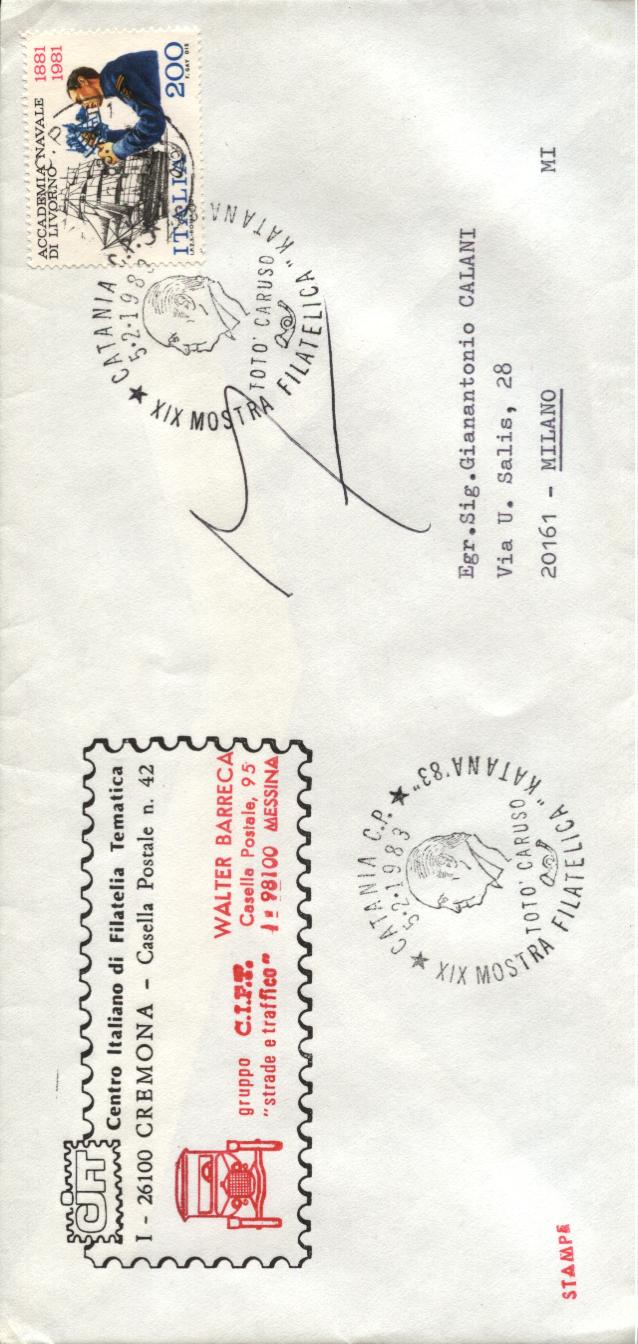 CIFT
Centro Italiano di Filatelia Tematica
I - 26100 CREMONA - Casella Postale n. 42
gruppo C.I.F.T.
"strade e traffico"
WALTER BARRECA
Casella Postale, 95
I - 98100 MESSINA
ACCADEMIA NAVALE 1881
DI LIVORNO 1981
ITALIA 200
F. GAY DIS
CATANIA
5·2·1983
TOTO' CARUSO
XIX MOSTRA FILATELICA "KATANA
CATANIA C.P.
5·2·1983
TOTO' CARUSO
XIX MOSTRA FILATELICA "KATANA '83"
Egr.Sig.Gianantonio CALANI
Via U. Salis, 28
20161 - MILANO MI
STAMPE